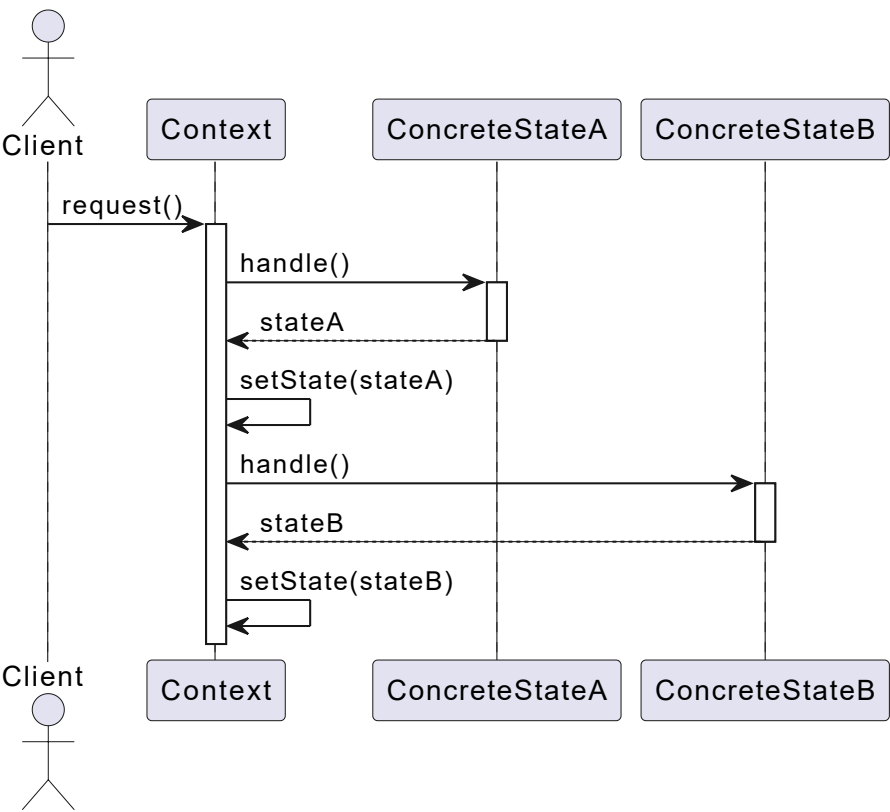 Client
Context
ConcreteStateA
ConcreteStateB
request()
handle()
stateA
setState(stateA)
handle()
stateB
setState(stateB)
Client
Context
ConcreteStateA
ConcreteStateB